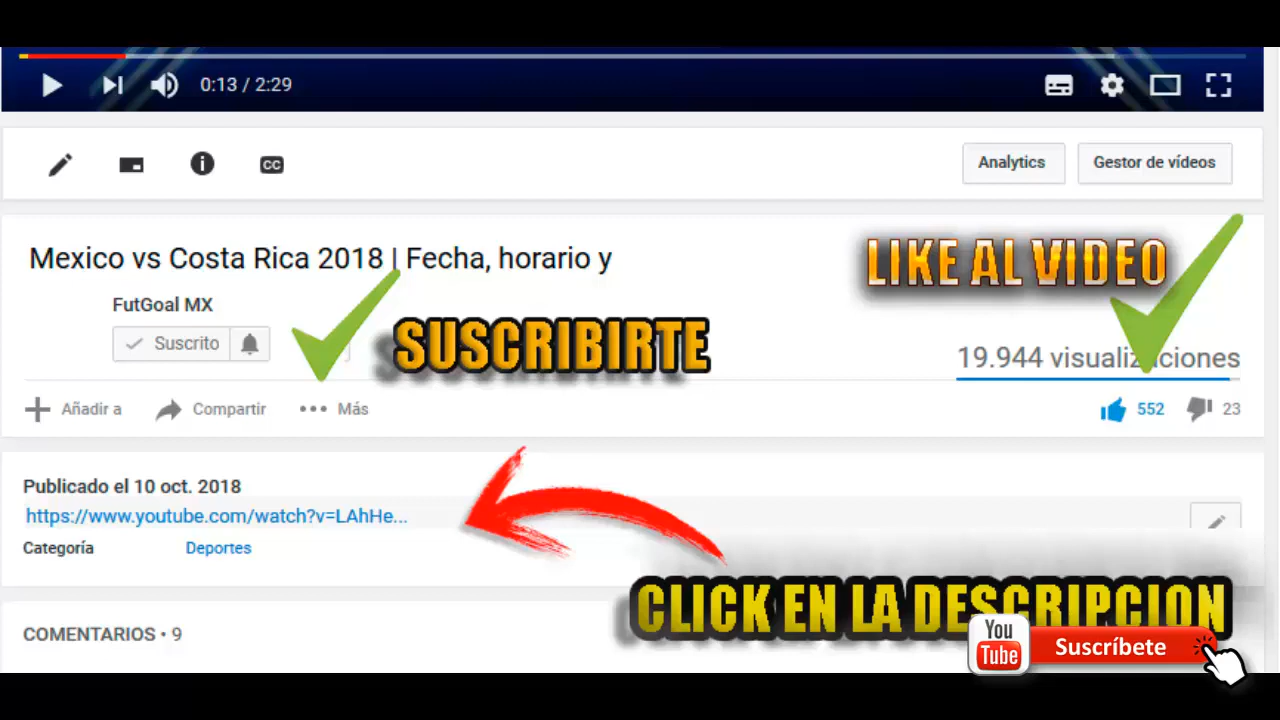 0:13 / 2:29
CC
Analytics
Gestor de vídeos
Mexico vs Costa Rica 2018 | Fecha, horario y
LIKE AL VIDEO
FutGoal MX
Suscrito
SUSCRIBIRTE
19.944 visualizaciones
Añadir a
Compartir
Más
552
23
Publicado el 10 oct. 2018
https://www.youtube.com/watch?v=LAhHe...
Categoría
Deportes
CLICK EN LA DESCRIPCION
COMENTARIOS • 9
You
Tube
Suscríbete